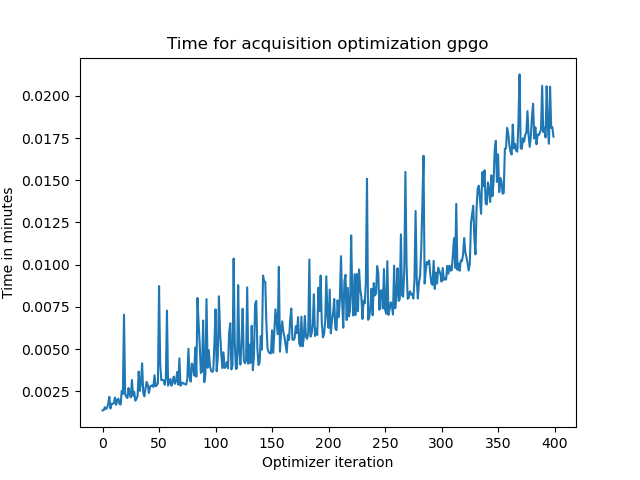 Time for acquisition optimization gpgo
Time in minutes
0.0200
0.0175
0.0150
0.0125
0.0100
0.0075
0.0050
0.0025
0 50 100 150 200 250 300 350 400
Optimizer iteration